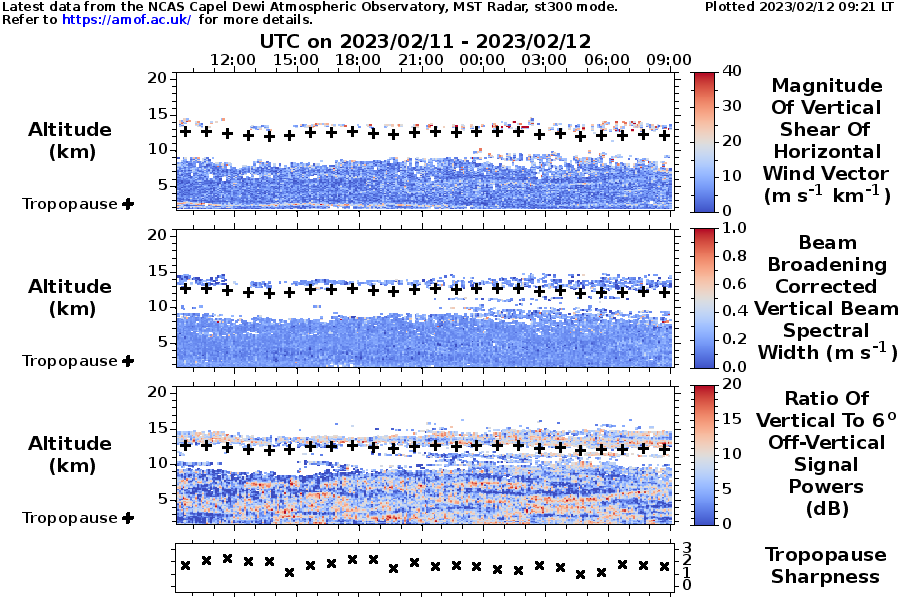 Latest data from the NCAS Capel Dewi Atmospheric Observatory, MST Radar, st300 mode.
Plotted 2023/02/12 09:21 LT
Refer to https://amof.ac.uk/ for more details.
UTC on 2023/02/11 - 2023/02/12
12:00 15:00 18:00 21:00 00:00 03:00 06:00 09:00
20
15
10
5
Altitude
(km)
Tropopause
40
30
20
10
0
Magnitude
Of Vertical
Shear Of
Horizontal
Wind Vector
(m s-1 km-1)
20
15
10
5
Altitude
(km)
Tropopause
1.0
0.8
0.6
0.4
0.2
0.0
Beam
Broadening
Corrected
Vertical Beam
Spectral
Width (m s-1)
20
15
10
5
Altitude
(km)
Tropopause
20
15
10
5
0
Ratio Of
Vertical To 6o
Off-Vertical
Signal
Powers
(dB)
3
2
1
0
Tropopause
Sharpness